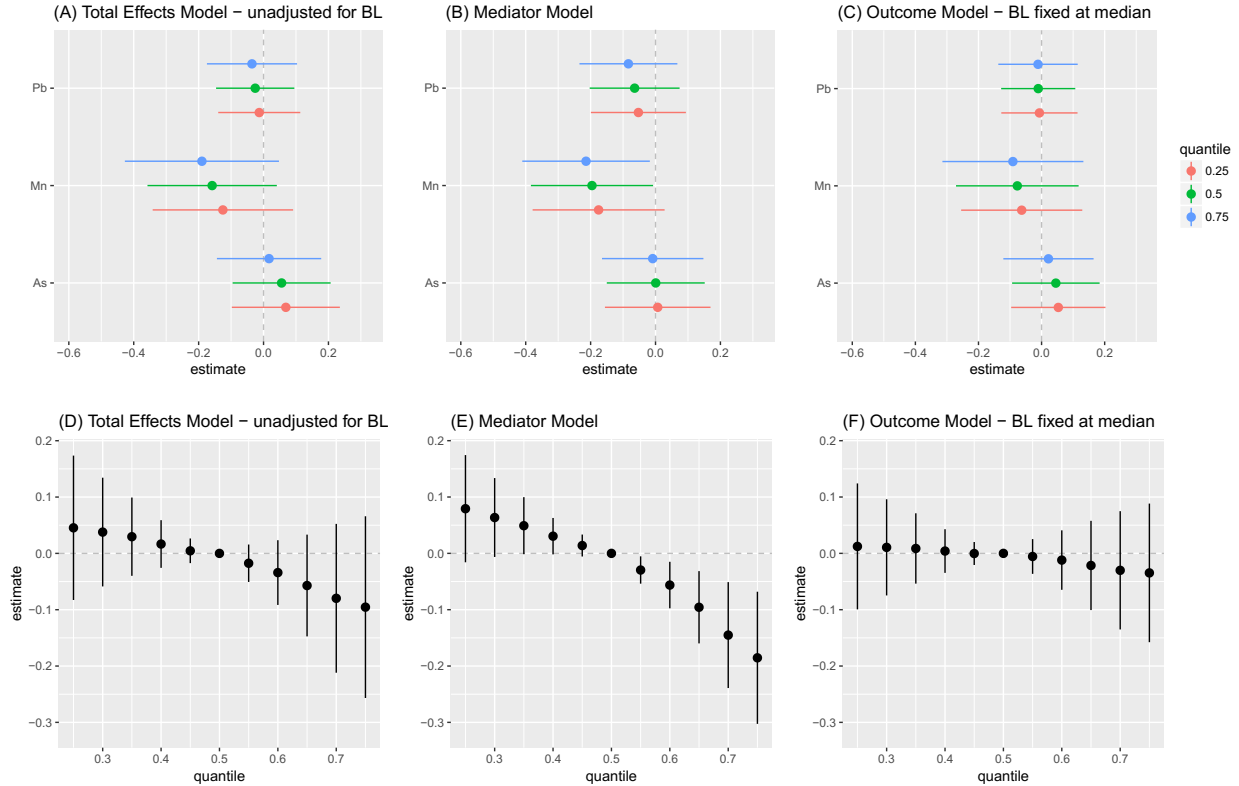 (A) Total Effects Model − unadjusted for BL
(B) Mediator Model
(C) Outcome Model − BL fixed at median
Pb
Mn
As
−0.6 −0.4 −0.2 0.0 0.2
estimate
Pb
Mn
As
−0.6 −0.4 −0.2 0.0 0.2
estimate
Pb
Mn
As
−0.6 −0.4 −0.2 0.0 0.2
estimate
quantile
0.25
0.5
0.75
(D) Total Effects Model − unadjusted for BL
(E) Mediator Model
(F) Outcome Model − BL fixed at median
estimate
0.2
0.1
0.0
−0.1
−0.2
−0.3
0.3 0.4 0.5 0.6 0.7
quantile
estimate
0.2
0.1
0.0
−0.1
−0.2
−0.3
0.3 0.4 0.5 0.6 0.7
quantile
estimate
0.2
0.1
0.0
−0.1
−0.2
−0.3
0.3 0.4 0.5 0.6 0.7
quantile